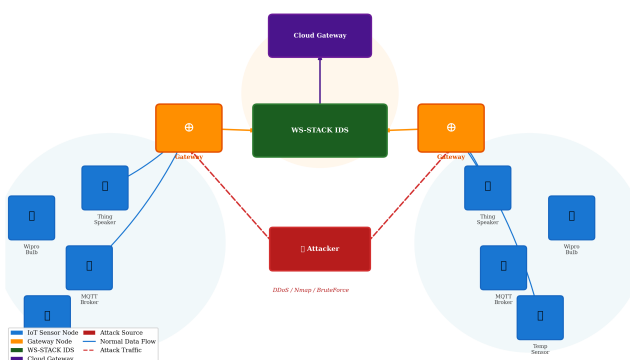 Cloud Gateway
WS-STACK IDS
Gateway
Gateway
Thing
Speaker
Wipro
Bulb
MQTT
Broker
Thing
Speaker
Wipro
Bulb
MQTT
Broker
Temp
Sensor
Attacker
DDoS / Nmap / BruteForce
IoT Sensor Node
Gateway Node
WS-STACK IDS
Cloud Gateway
Attack Source
Normal Data Flow
Attack Traffic